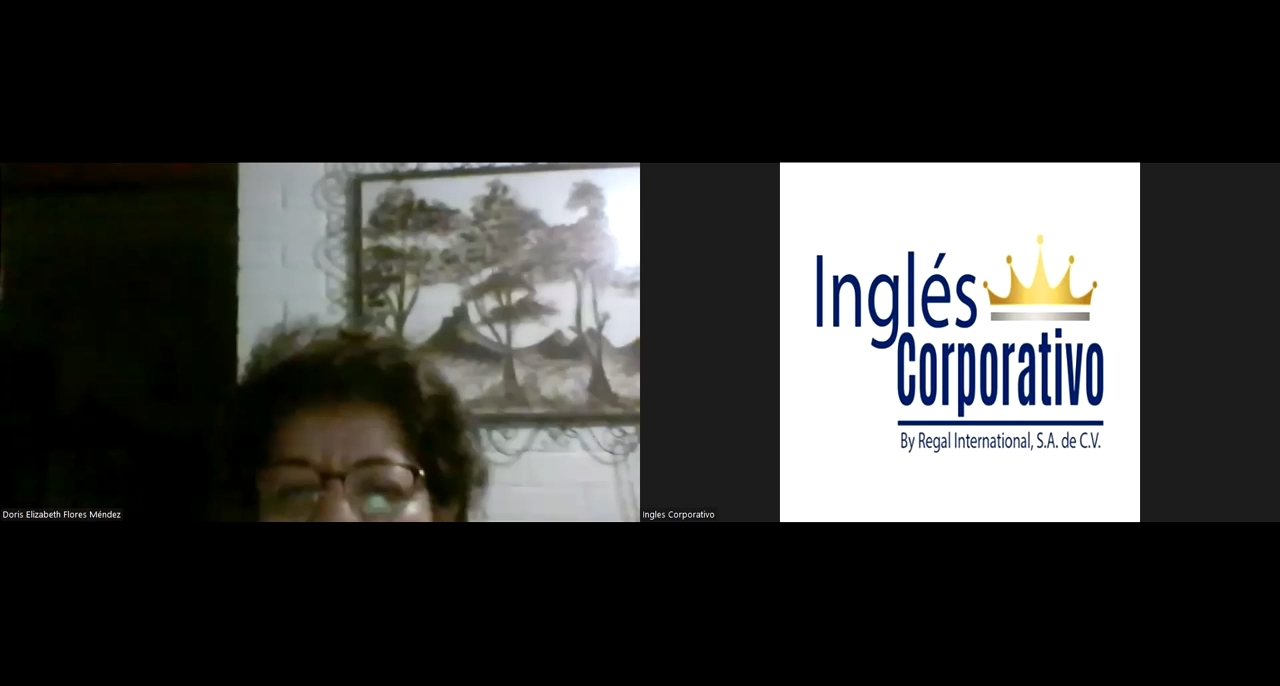 Inglés
Corporativo
By Regal International, S.A. de C.V.
Doris Elizabeth Flores Méndez
Ingles Corporativo